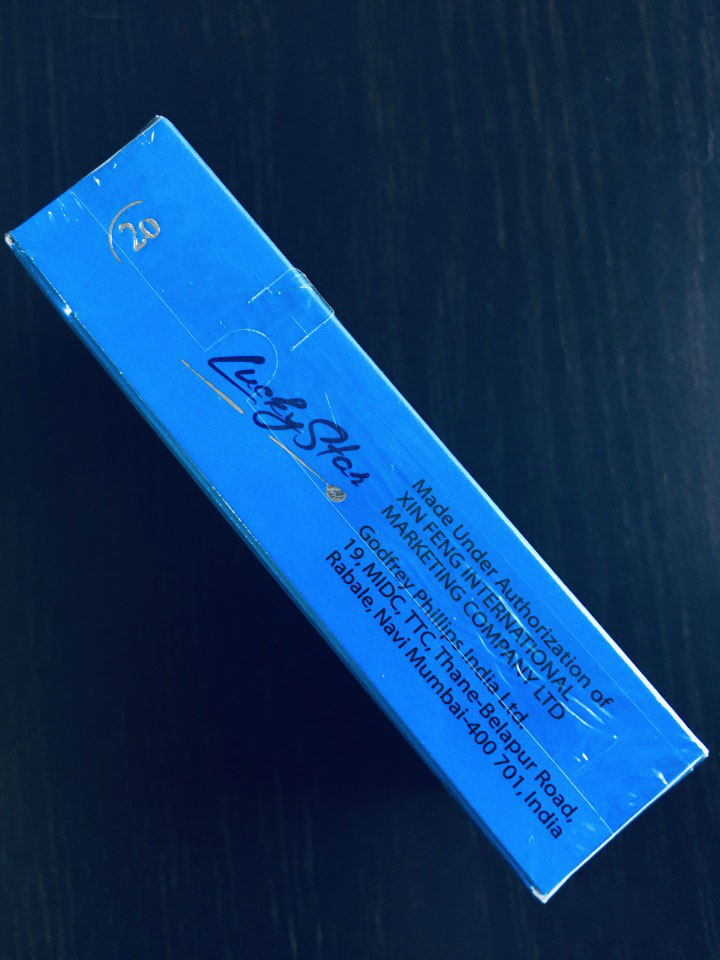 20
Lucky Star
Made Under Authorization of
XIN FENG INTERNATIONAL
MARKETING COMPANY LTD
Godfrey Phillips India Ltd.
19, MIDC, TTC, Thane-Belapur Road,
Rabale, Navi Mumbai-400 701, India